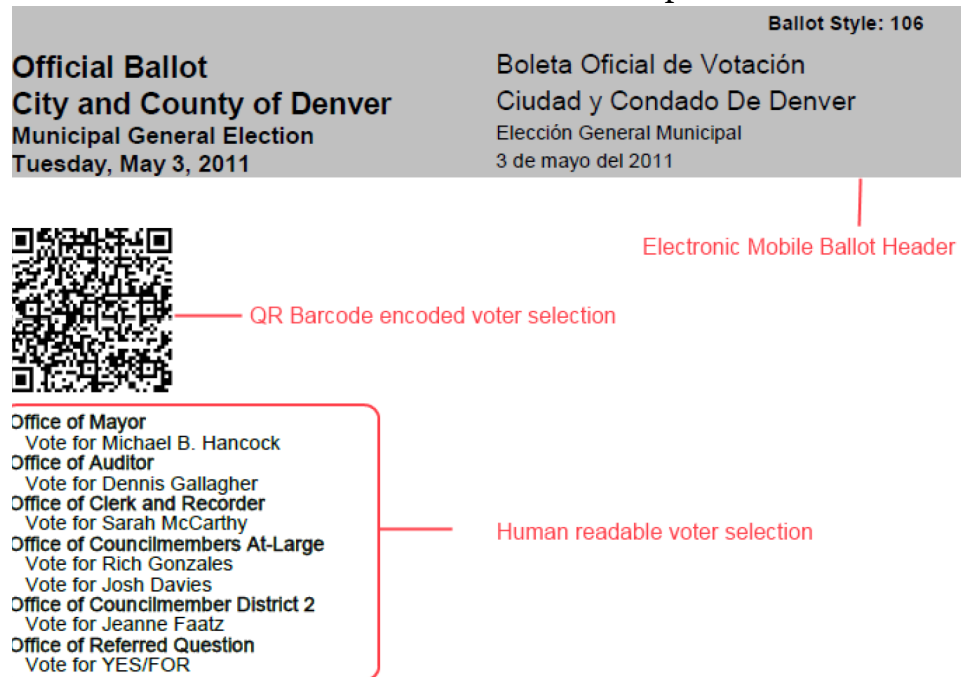 Ballot Style: 106
Official Ballot
City and County of Denver
Municipal General Election
Tuesday, May 3, 2011
Boleta Oficial de Votación
Ciudad y Condado De Denver
Elección General Municipal
3 de mayo del 2011
Electronic Mobile Ballot Header
QR Barcode encoded voter selection
Office of Mayor
Vote for Michael B. Hancock
Office of Auditor
Vote for Dennis Gallagher
Office of Clerk and Recorder
Vote for Sarah McCarthy
Office of Councilmembers At-Large
Vote for Rich Gonzales
Vote for Josh Davies
Office of Councilmember District 2
Vote for Jeanne Faatz
Office of Referred Question
Vote for YES/FOR
Human readable voter selection